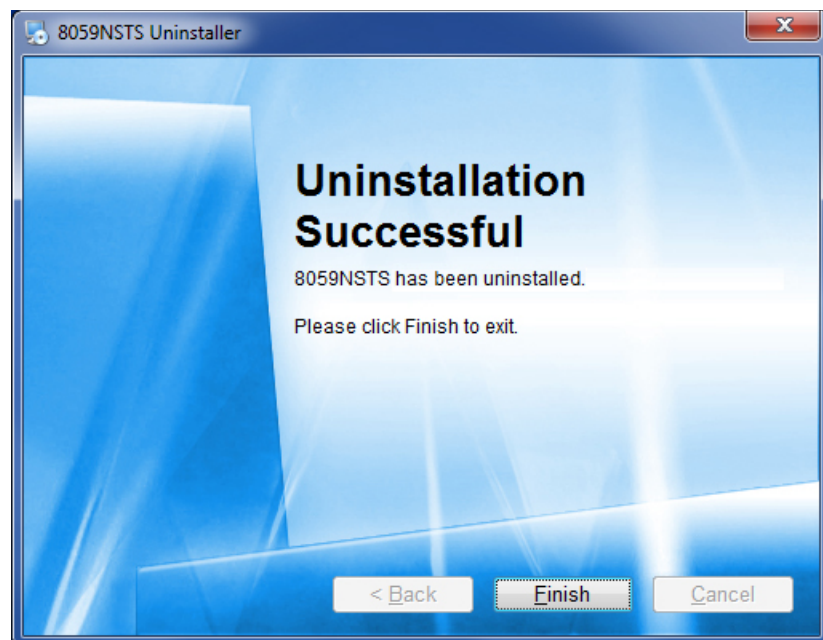 8059NSTS Uninstaller
Uninstallation
Successful
8059NSTS has been uninstalled.
Please click Finish to exit.
< Back
Finish
Cancel